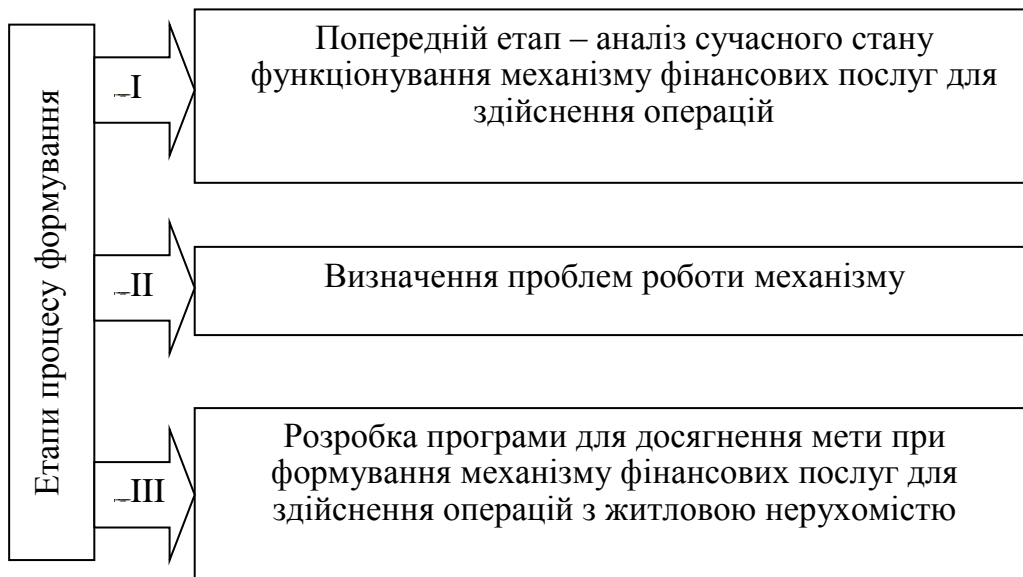 Етапи процесу формування
I
Попередній етап – аналіз сучасного стану
функціонування механізму фінансових послуг для
здійснення операцій
II
Визначення проблем роботи механізму
III
Розробка програми для досягнення мети при
формування механізму фінансових послуг для
здійснення операцій з житловою нерухомістю